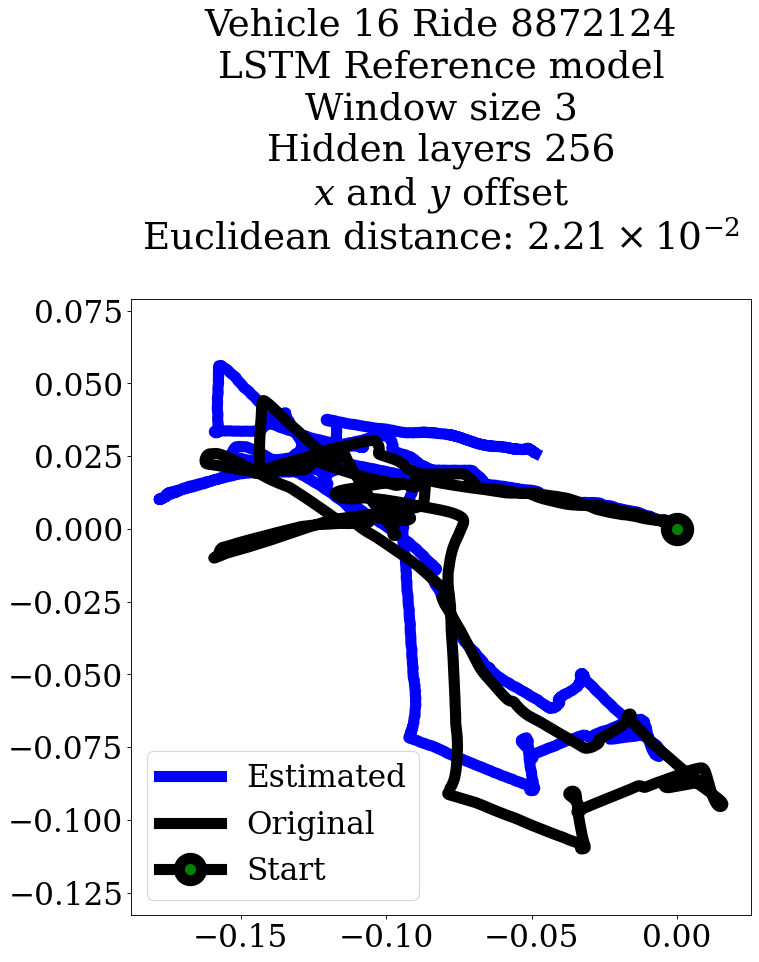 Vehicle 16 Ride 8872124
LSTM Reference model
Window size 3
Hidden layers 256
x and y offset
Euclidean distance: 2.21 × 10⁻²
0.075
0.050
0.025
0.000
−0.025
−0.050
−0.075
−0.100
−0.125
Estimated
Original
Start
−0.15
−0.10
−0.05
0.00